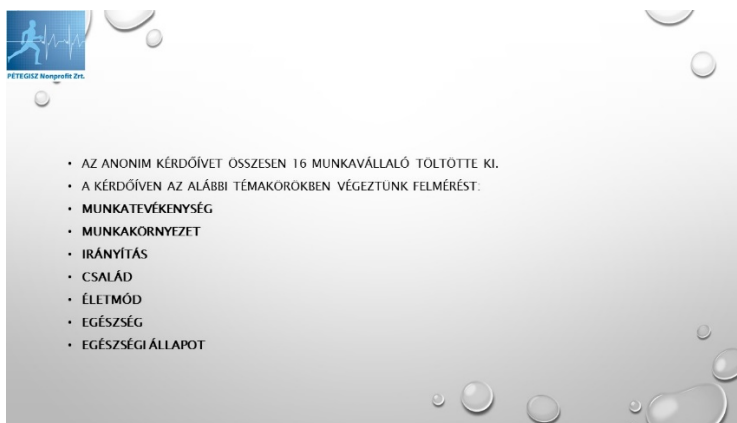 PÉTEGISZ Nonprofit Zrt.
• AZ ANONIM KÉRDŐÍVET ÖSSZESEN 16 MUNKAVÁLLALÓ TÖLTÖTTE KI.
• A KÉRDŐÍVEN AZ ALÁBBI TÉMAKÖRÖKBEN VÉGEZTÜNK FELMÉRÉST:
• MUNKATEVÉKENYSÉG
• MUNKAKÖRNYEZET
• IRÁNYÍTÁS
• CSALÁD
• ÉLETMÓD
• EGÉSZSÉG
• EGÉSZSÉGI ÁLLAPOT